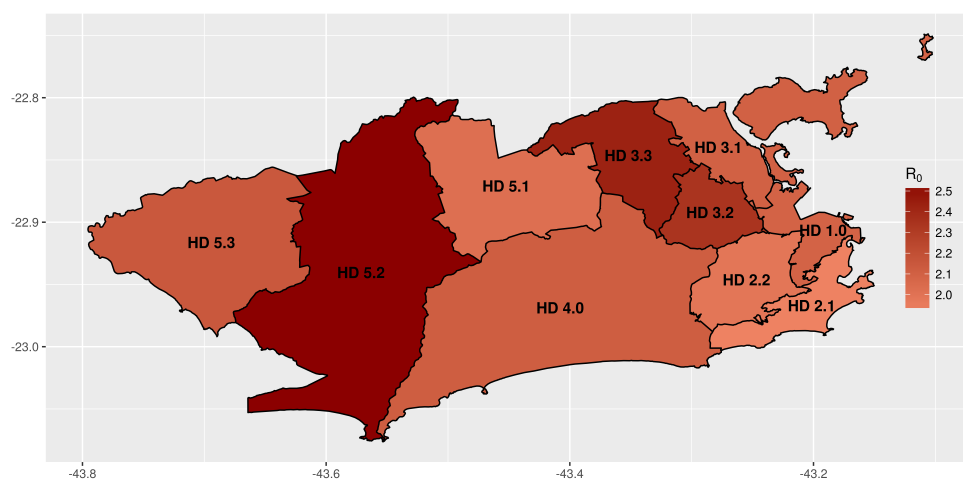 -22.8
-22.9
-23.0
HD 3.3
HD 3.1
HD 5.1
HD 3.2
HD 1.0
HD 5.3
HD 5.2
HD 2.2
HD 4.0
HD 2.1
R0
2.5
2.4
2.3
2.2
2.1
2.0
-43.8
-43.6
-43.4
-43.2